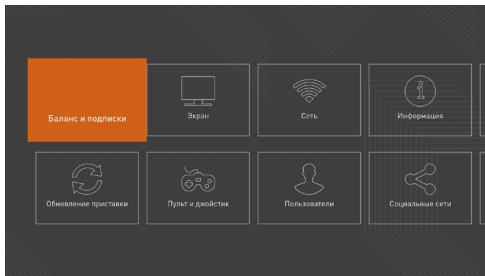 Баланс и подписки
Экран
Сеть
Информация
Обновление приставки
Пульт и джойстик
Пользователи
Социальные сети